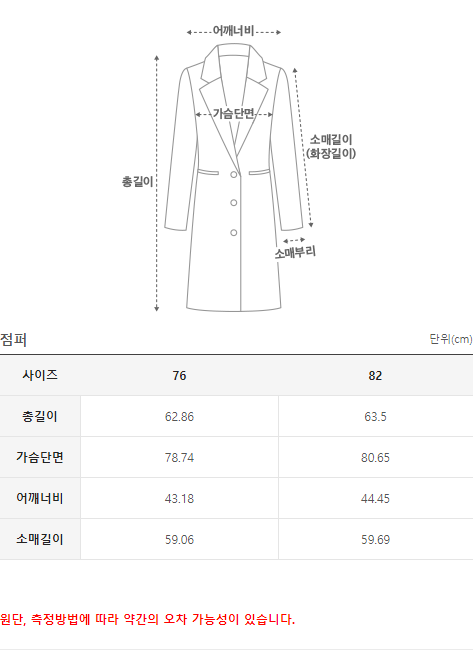 어깨너비
가슴단면
소매길이
(화장길이)
총길이
소매부리
점퍼 단위(cm)
사이즈 76 82
총길이 62.86 63.5
가슴단면 78.74 80.65
어깨너비 43.18 44.45
소매길이 59.06 59.69
원단, 측정방법에 따라 약간의 오차 가능성이 있습니다.